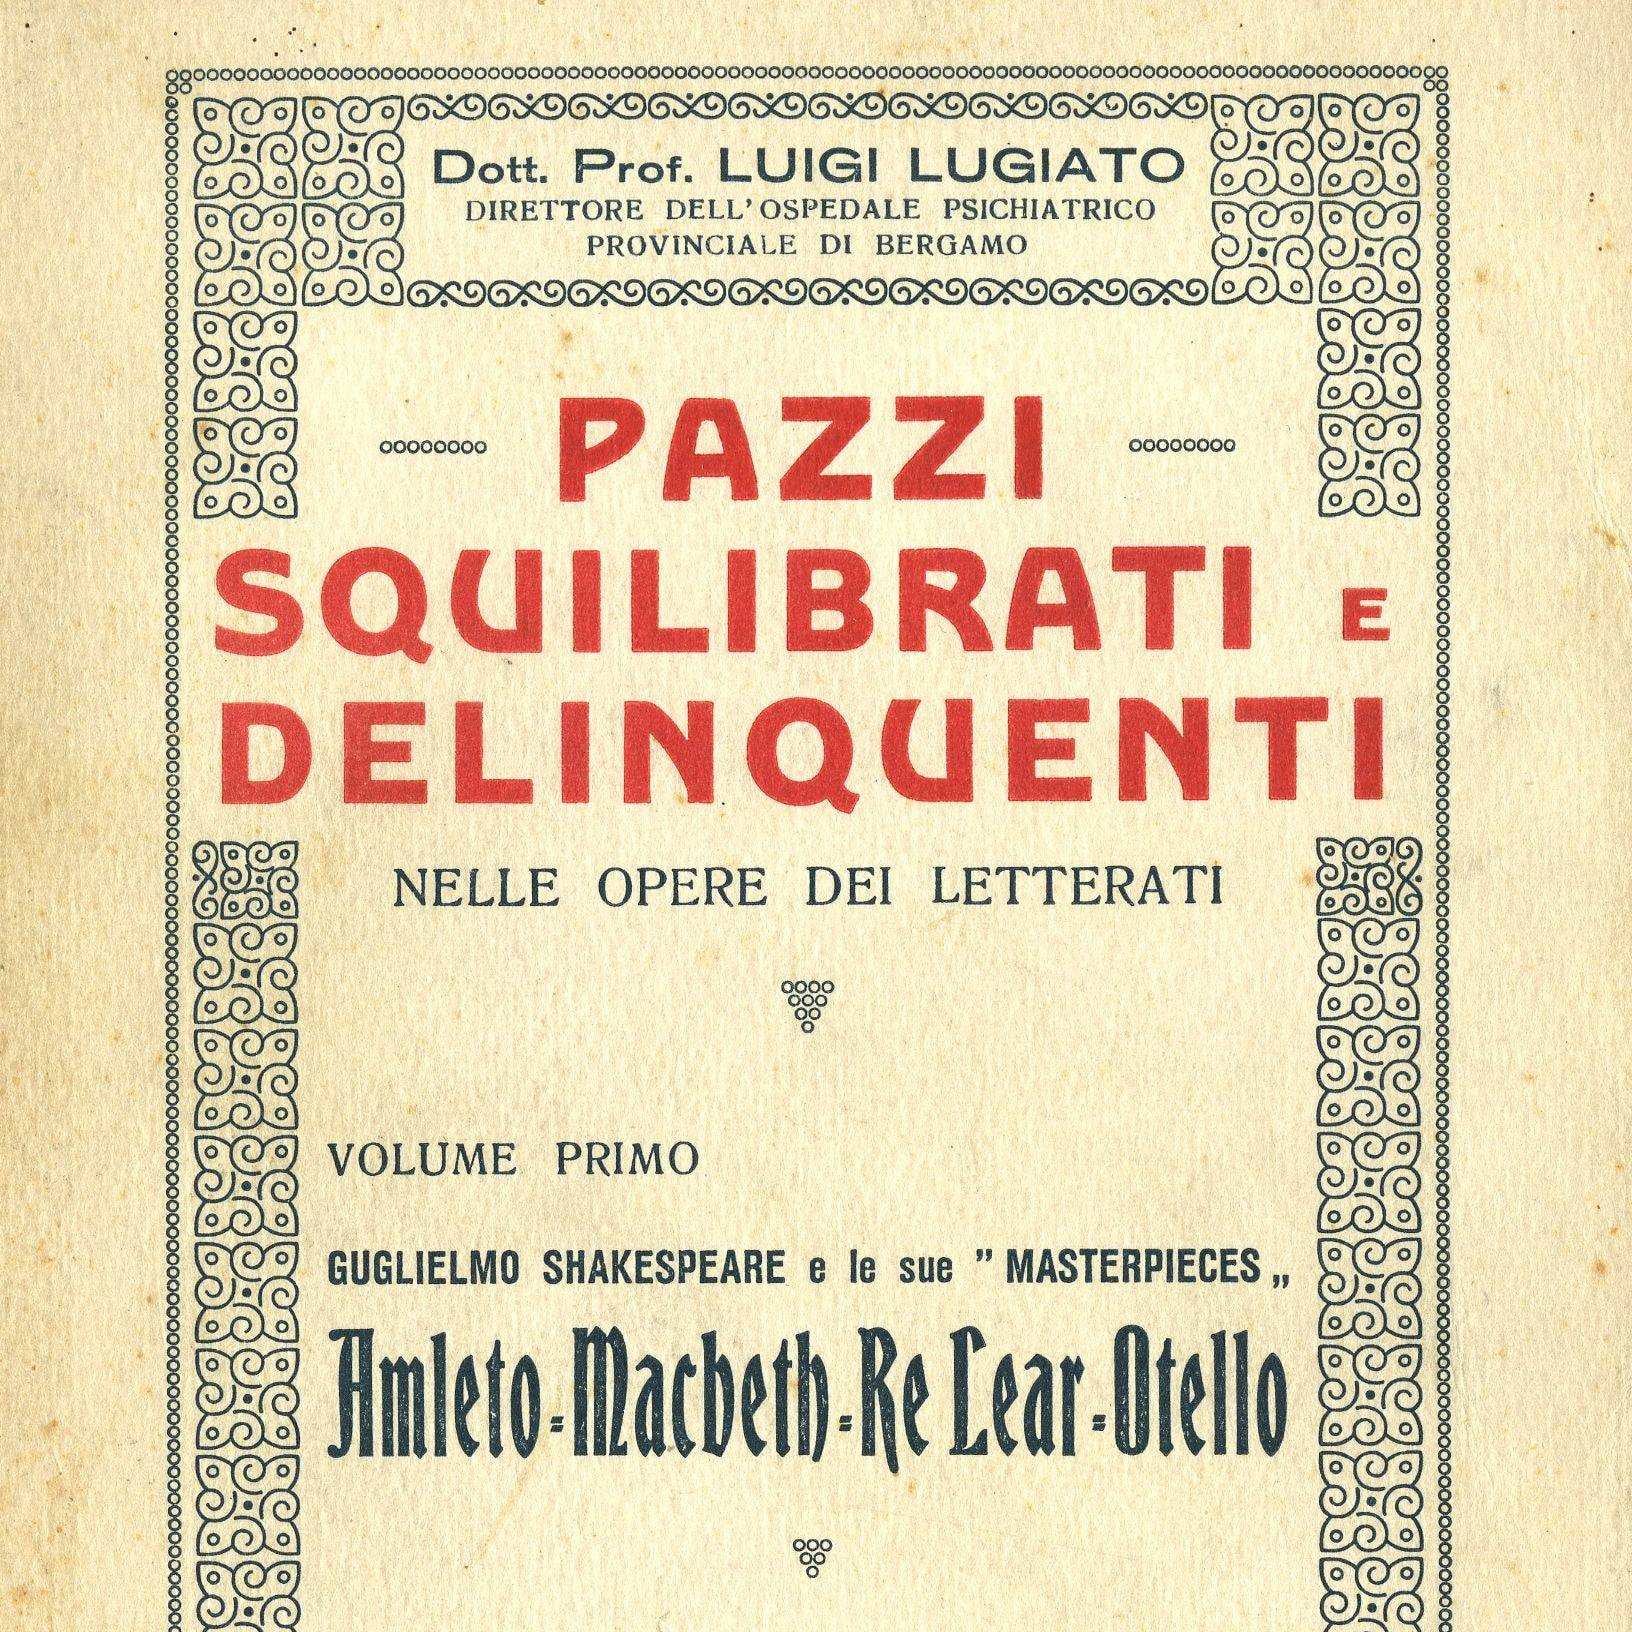 Dott. Prof. LUIGI LUGIATO
DIRETTORE DELL'OSPEDALE PSICHIATRICO
PROVINCIALE DI BERGAMO
PAZZI
SQUILIBRATI E
DELINQUENTI
NELLE OPERE DEI LETTERATI
VOLUME PRIMO
GUGLIELMO SHAKESPEARE e le sue " MASTERPIECES „
Amleto = Macbeth = Re Lear = Otello